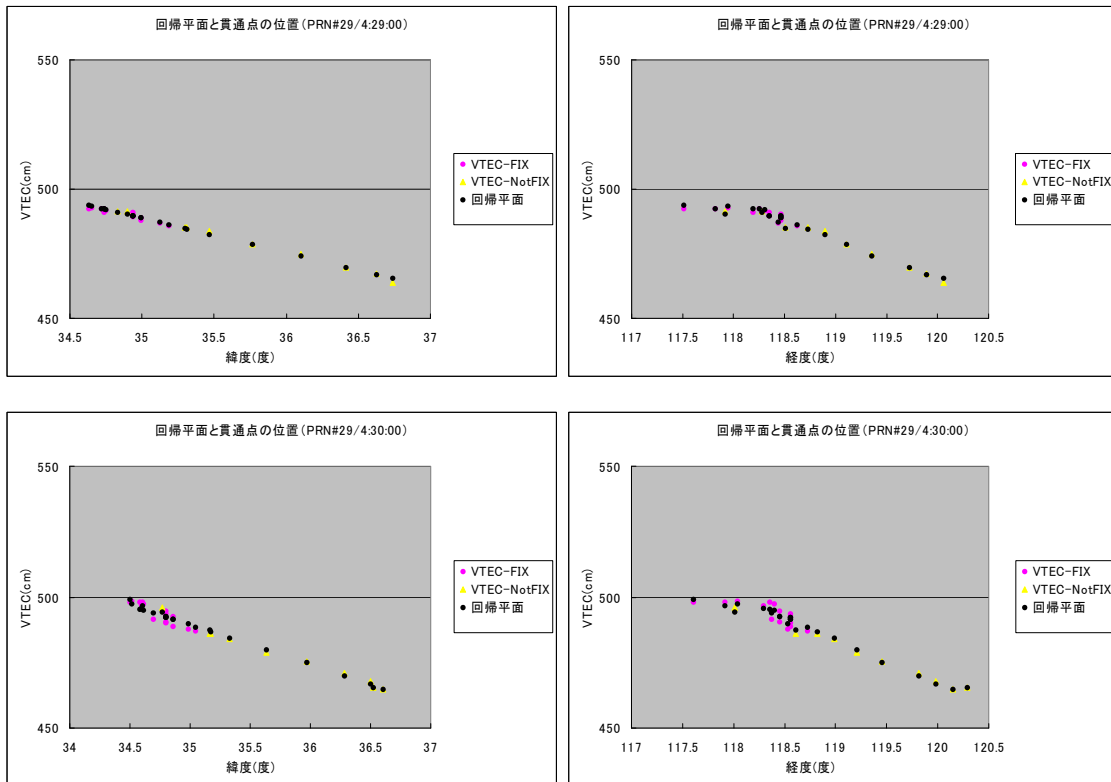 回帰平面と貫通点の位置(PRN#29/4:29:00)
550
500
450
VTEC(cm)
34.5 35 35.5 36 36.5 37
緯度(度)
VTEC-FIX
VTEC-NotFIX
回帰平面
回帰平面と貫通点の位置(PRN#29/4:29:00)
550
500
450
VTEC(cm)
117 117.5 118 118.5 119 119.5 120 120.5
経度(度)
VTEC-FIX
VTEC-NotFIX
回帰平面
回帰平面と貫通点の位置(PRN#29/4:30:00)
550
500
450
VTEC(cm)
34 34.5 35 35.5 36 36.5 37
緯度(度)
VTEC-FIX
VTEC-NotFIX
回帰平面
回帰平面と貫通点の位置(PRN#29/4:30:00)
550
500
450
VTEC(cm)
117 117.5 118 118.5 119 119.5 120 120.5
経度(度)
VTEC-FIX
VTEC-NotFIX
回帰平面